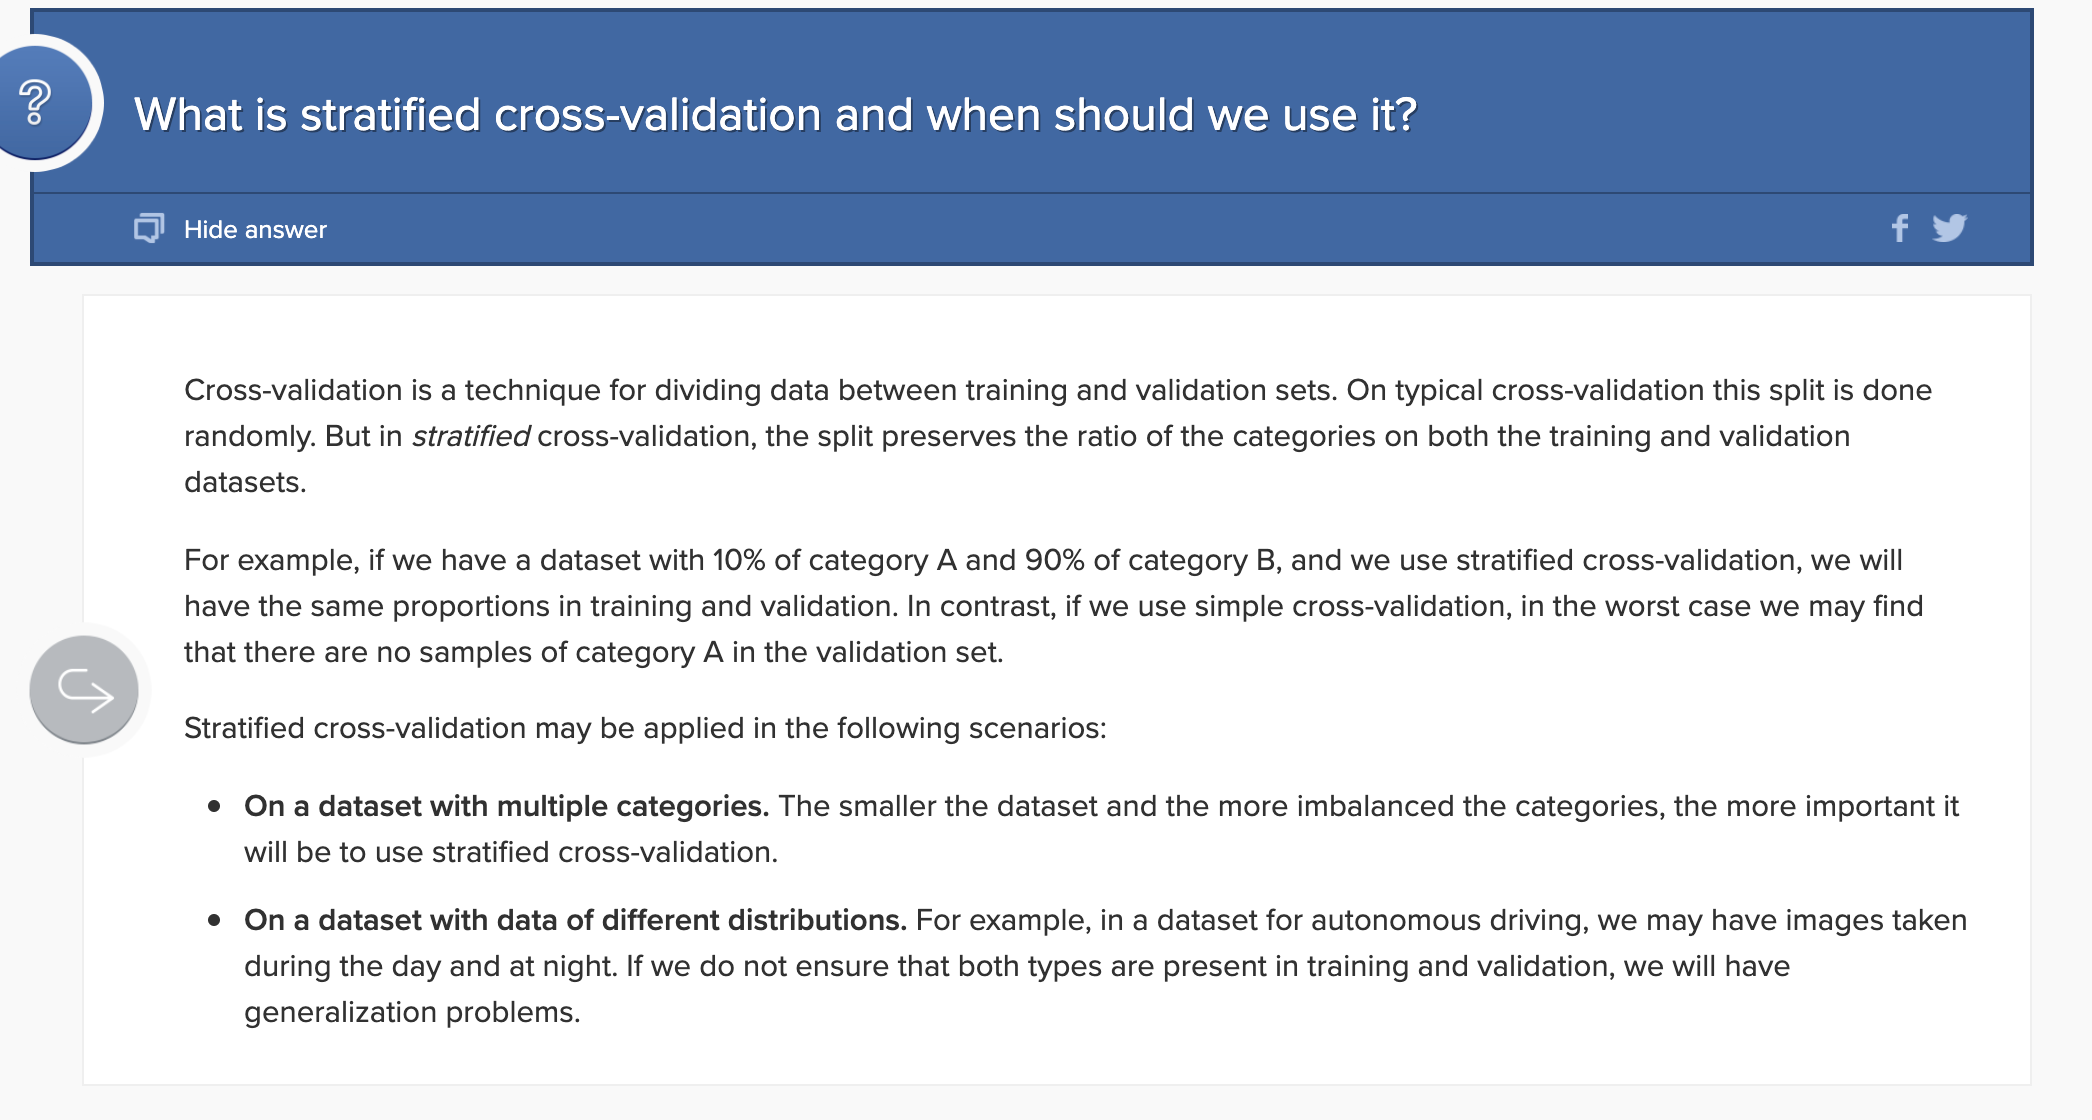 ?
What is stratified cross-validation and when should we use it?
Hide answer
f
Cross-validation is a technique for dividing data between training and validation sets. On typical cross-validation this split is done
randomly. But in stratified cross-validation, the split preserves the ratio of the categories on both the training and validation
datasets.
For example, if we have a dataset with 10% of category A and 90% of category B, and we use stratified cross-validation, we will
have the same proportions in training and validation. In contrast, if we use simple cross-validation, in the worst case we may find
that there are no samples of category A in the validation set.
Stratified cross-validation may be applied in the following scenarios:
• On a dataset with multiple categories. The smaller the dataset and the more imbalanced the categories, the more important it
will be to use stratified cross-validation.
• On a dataset with data of different distributions. For example, in a dataset for autonomous driving, we may have images taken
during the day and at night. If we do not ensure that both types are present in training and validation, we will have
generalization problems.